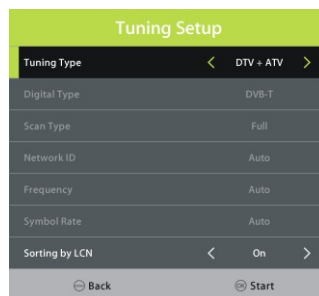 Tuning Setup
Tuning Type < DTV + ATV >
Digital Type DVB-T
Scan Type Full
Network ID Auto
Frequency Auto
Symbol Rate Auto
Sorting by LCN < On >
Back OK Start